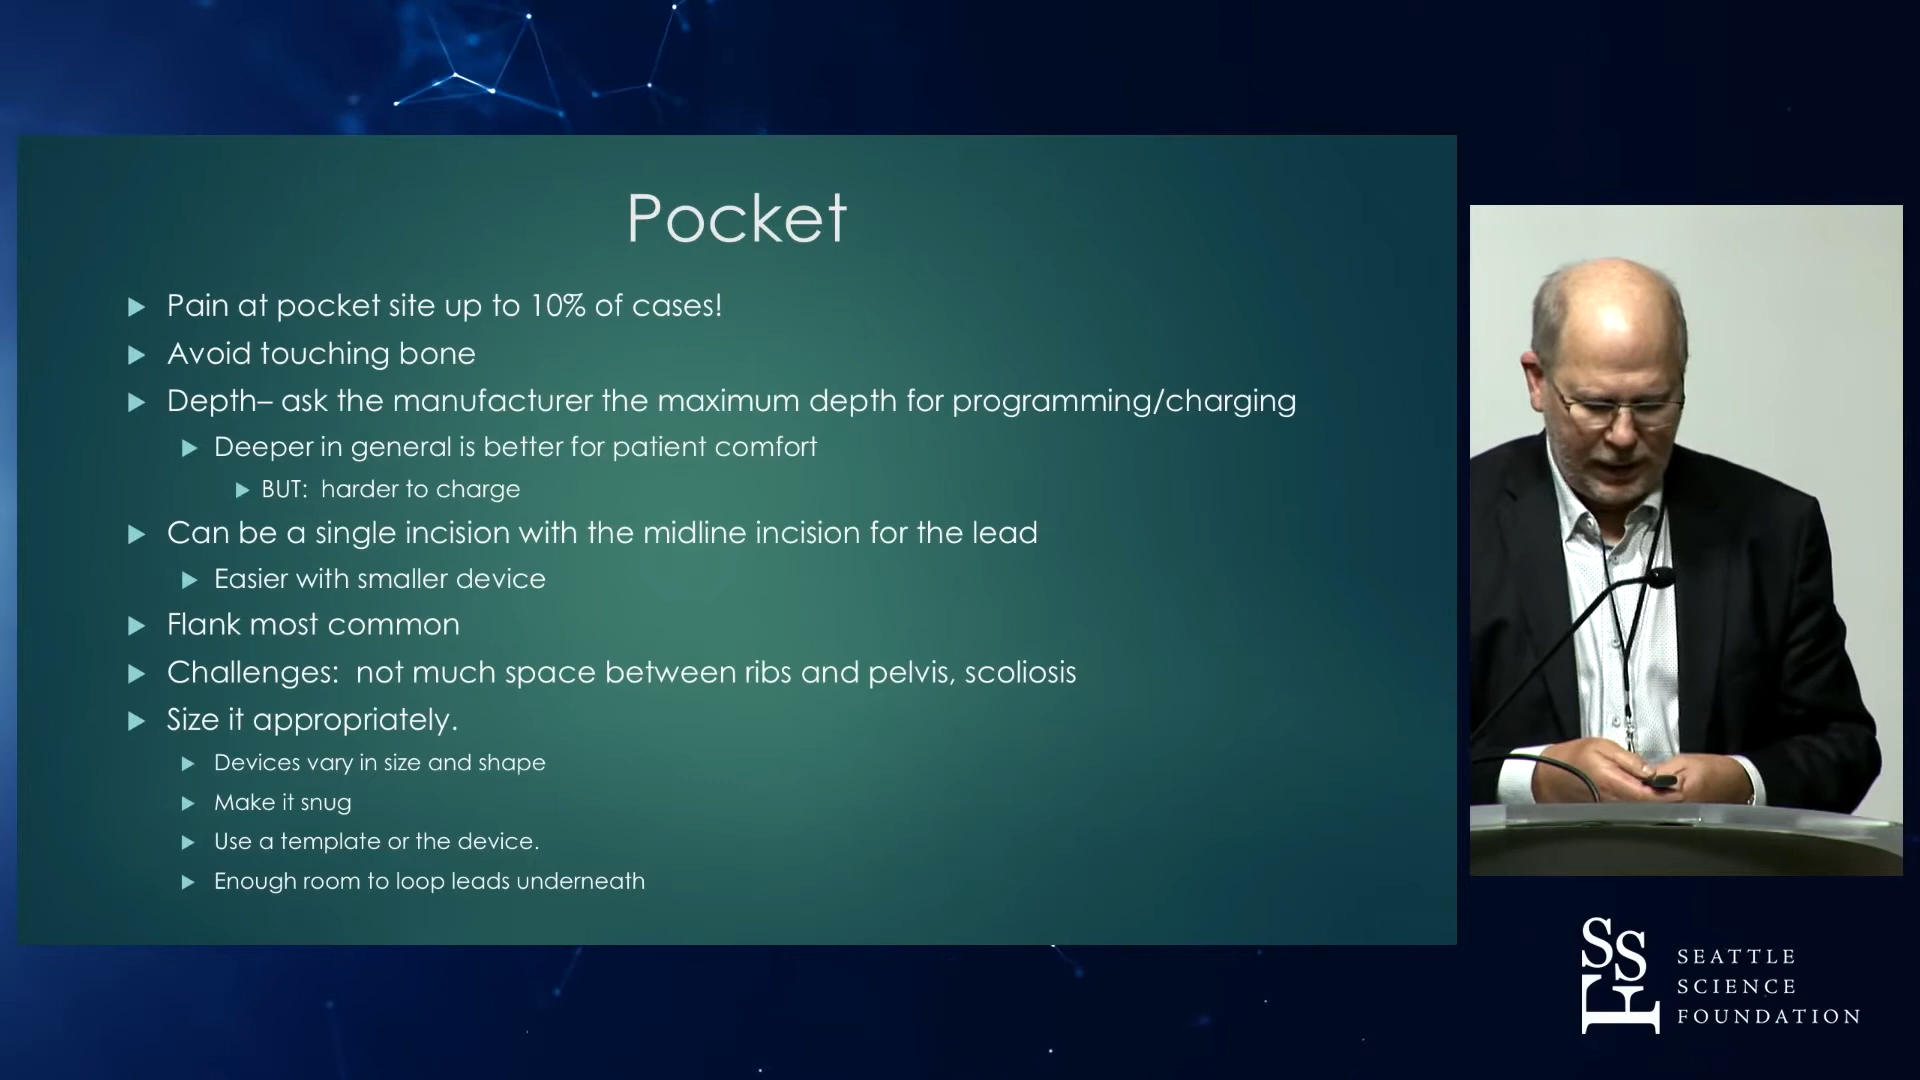 Pocket
Pain at pocket site up to 10% of cases!
Avoid touching bone
Depth– ask the manufacturer the maximum depth for programming/charging
Deeper in general is better for patient comfort
BUT:  harder to charge
Can be a single incision with the midline incision for the lead
Easier with smaller device
Flank most common
Challenges:  not much space between ribs and pelvis, scoliosis
Size it appropriately.
Devices vary in size and shape
Make it snug
Use a template or the device.
Enough room to loop leads underneath
SSF
SEATTLE
SCIENCE
FOUNDATION